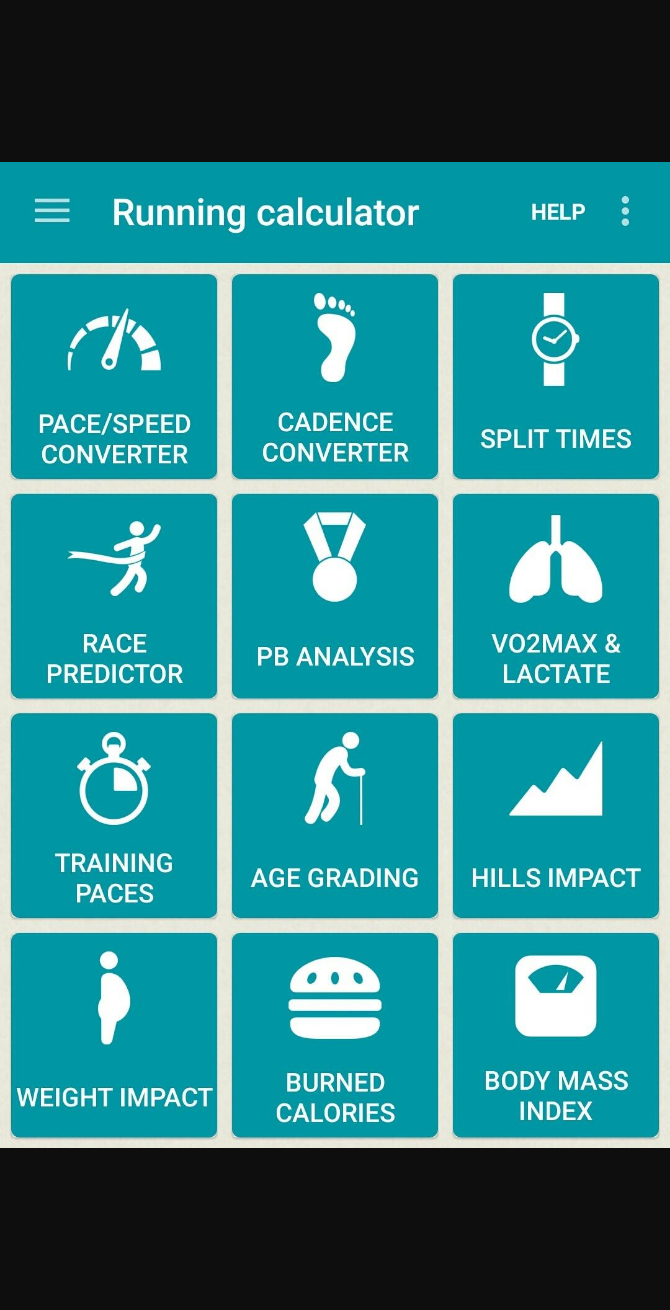 Running calculator
HELP
PACE/SPEED
CONVERTER
CADENCE
CONVERTER
SPLIT TIMES
RACE
PREDICTOR
PB ANALYSIS
VO2MAX &
LACTATE
TRAINING
PACES
AGE GRADING
HILLS IMPACT
WEIGHT IMPACT
BURNED
CALORIES
BODY MASS
INDEX